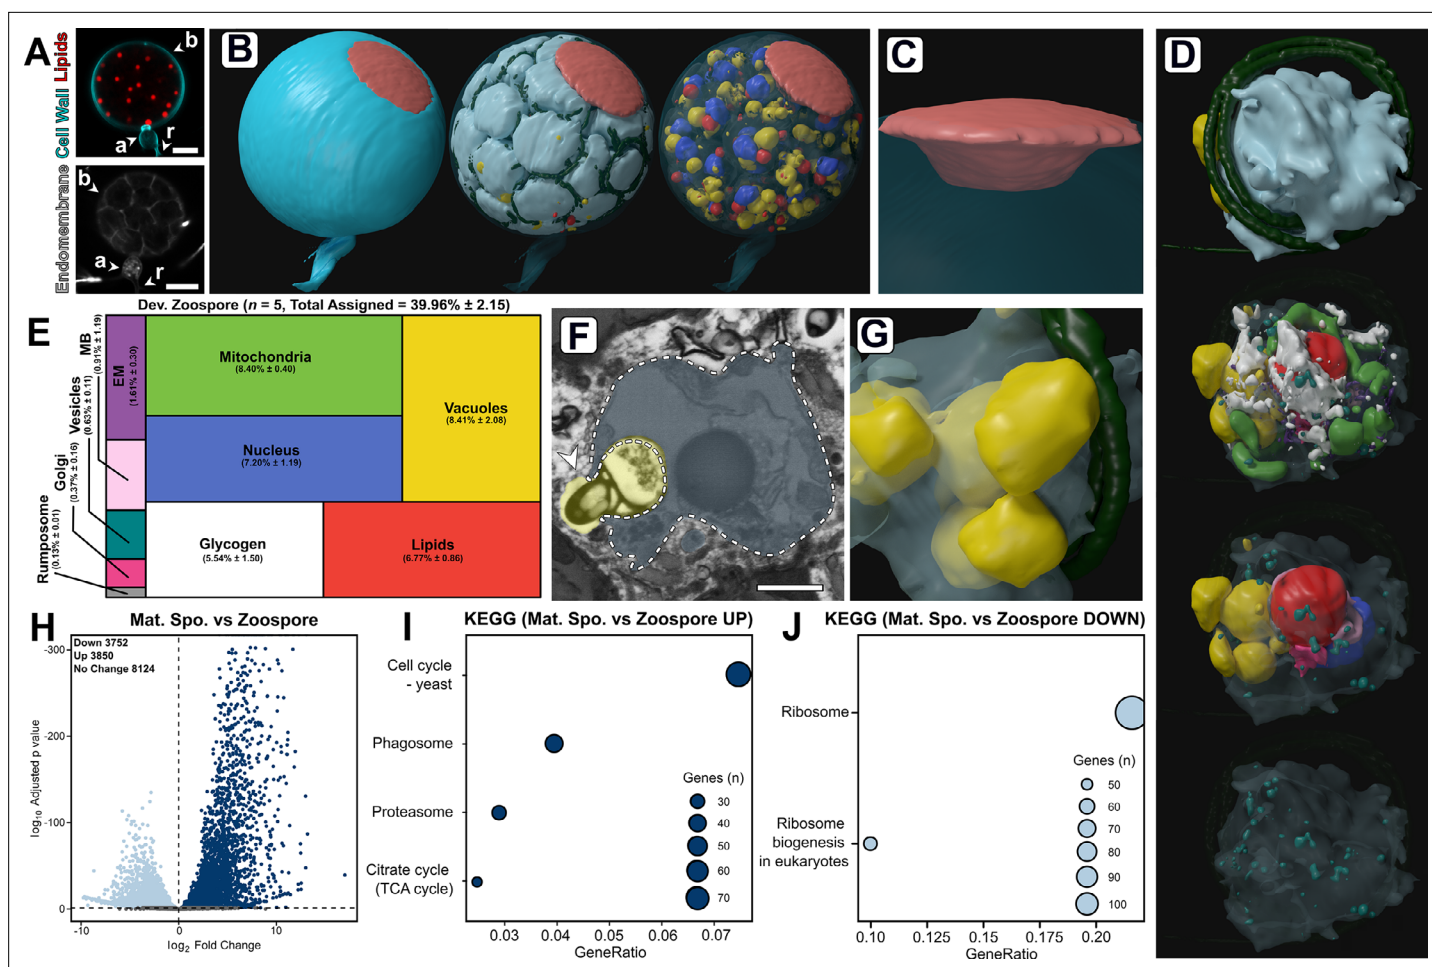 A
Endomembrane Cell Wall Lipids
b
a
r
b
a
r
B
C
D
E
Dev. Zoospore (n = 5, Total Assigned = 39.96% ± 2.15)
MB
(0.91% ± 1.19)
Vesicles
(0.63% ± 0.11)
Golgi
(0.37% ± 0.16)
Rumposome
(0.13% ± 0.01)
EM
(1.61% ± 0.30)
Mitochondria
(8.40% ± 0.40)
Nucleus
(7.20% ± 1.19)
Vacuoles
(8.41% ± 2.08)
Glycogen
(5.54% ± 1.50)
Lipids
(6.77% ± 0.86)
F
G
H
Mat. Spo. vs Zoospore
Down 3752
Up 3850
No Change 8124
-300
-200
-100
0
log10 Adjusted p value
-10
0
10
log2 Fold Change
I
KEGG (Mat. Spo. vs Zoospore UP)
Cell cycle
- yeast
Phagosome
Proteasome
Citrate cycle
(TCA cycle)
Genes (n)
30
40
50
60
70
0.03
0.04
0.05
0.06
0.07
GeneRatio
J
KEGG (Mat. Spo. vs Zoospore DOWN)
Ribosome
Ribosome
biogenesis
in eukaryotes
Genes (n)
50
60
70
80
90
100
0.10
0.125
0.15
0.175
0.20
GeneRatio